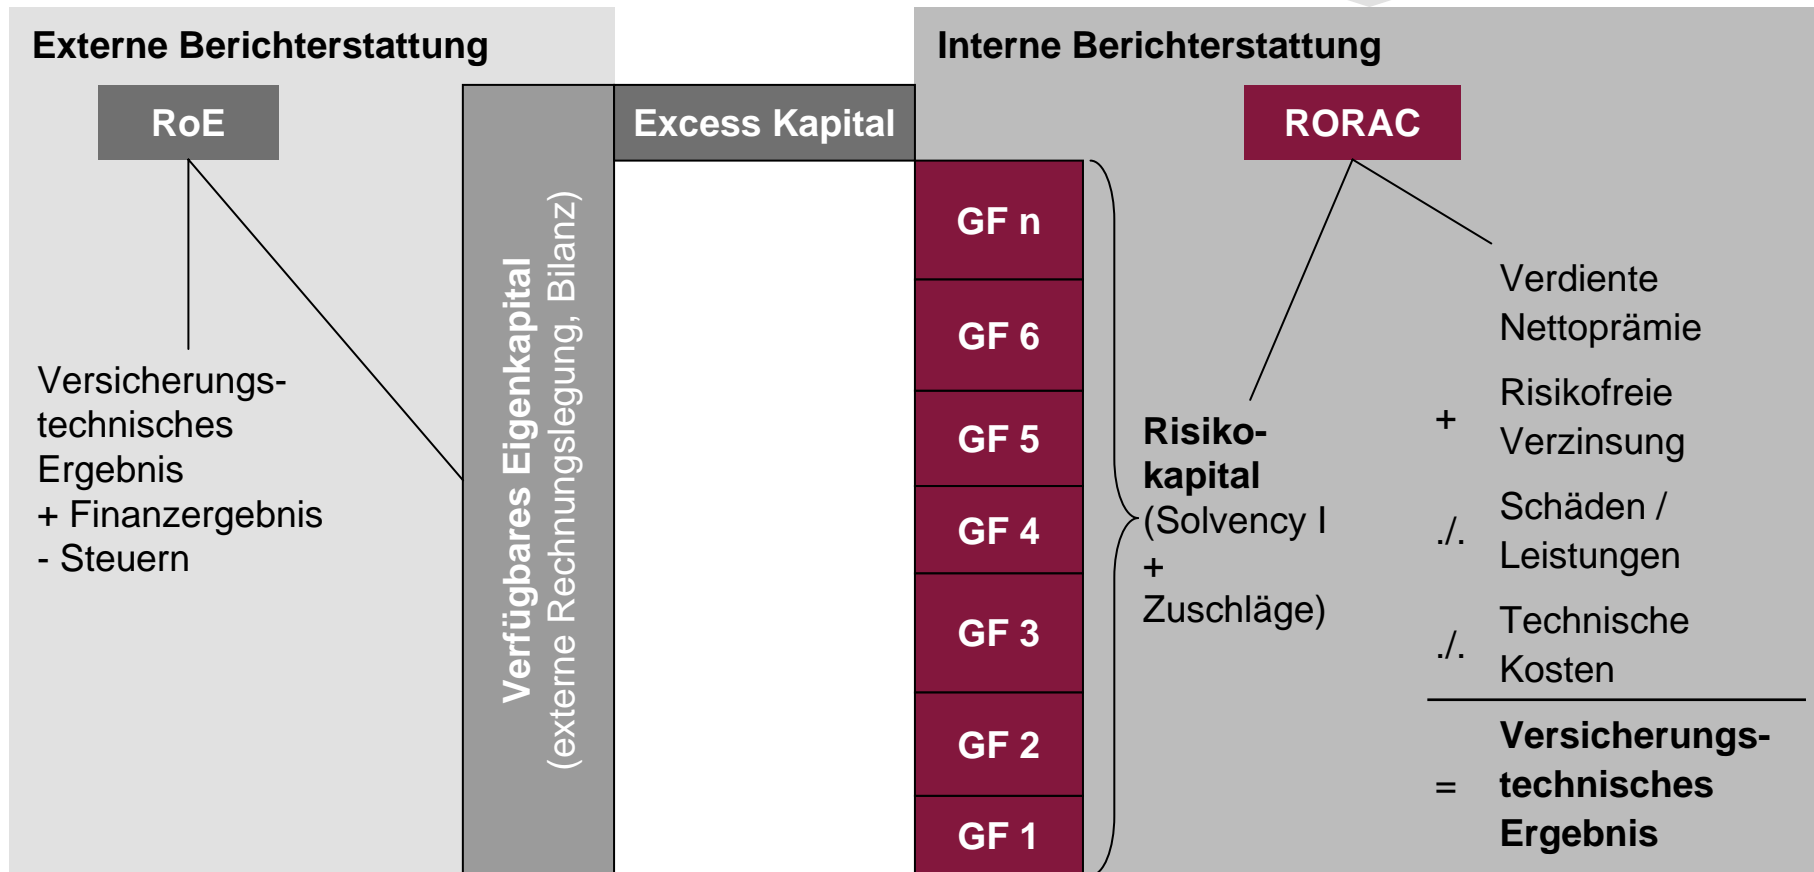 Externe Berichterstattung
RoE
Versicherungs-
technisches
Ergebnis
+ Finanzergebnis
- Steuern
Verfügbares Eigenkapital
(externe Rechnungslegung, Bilanz)
Excess Kapital
Interne Berichterstattung
RORAC
GF n
GF 6
GF 5
GF 4
GF 3
GF 2
GF 1
Risiko-
kapital
(Solvency I
+
Zuschläge)
Verdiente
Nettoprämie
+ Risikofreie
Verzinsung
./. Schäden /
Leistungen
./. Technische
Kosten
Versicherungs-
= technisches
Ergebnis